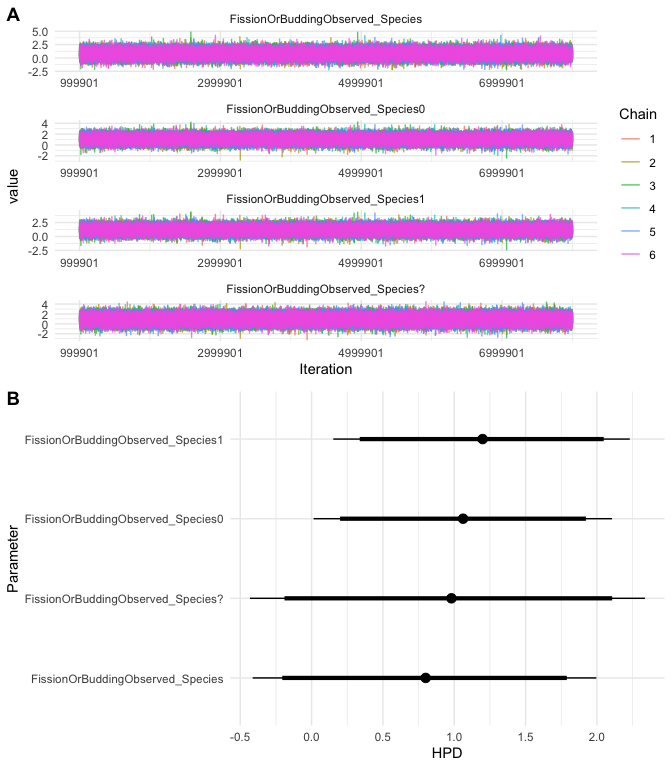 A
FissionOrBuddingObserved_Species
5.0
2.5
0.0
-2.5
999901 2999901 4999901 6999901
FissionOrBuddingObserved_Species0
4
2
0
-2
999901 2999901 4999901 6999901
FissionOrBuddingObserved_Species1
2.5
0.0
-2.5
999901 2999901 4999901 6999901
FissionOrBuddingObserved_Species?
4
2
0
-2
999901 2999901 4999901 6999901
Iteration
value
Chain
1
2
3
4
5
6
B
FissionOrBuddingObserved_Species1
FissionOrBuddingObserved_Species0
FissionOrBuddingObserved_Species?
FissionOrBuddingObserved_Species
Parameter
-0.5 0.0 0.5 1.0 1.5 2.0
HPD